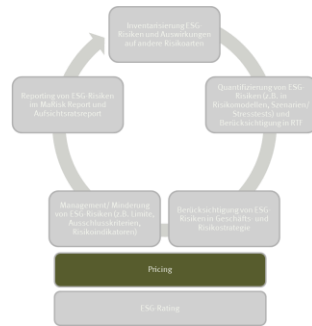 Inventarisierung ESG-
Risiken und Auswirkungen
auf andere Risikoarten
Reporting von ESG-Risiken
im MaRisk Report und
Aufsichtsratsreport
Quantifizierung von ESG-
Risiken (z.B. in
Risikomodellen, Szenarien/
Stresstests) und
Berücksichtigung in RTF
Management/ Minderung
von ESG-Risiken (z.B. Limite,
Ausschlusskriterien,
Risikoindikatoren)
Berücksichtigung von ESG-
Risiken in Geschäfts- und
Risikostrategie
Pricing
ESG-Rating